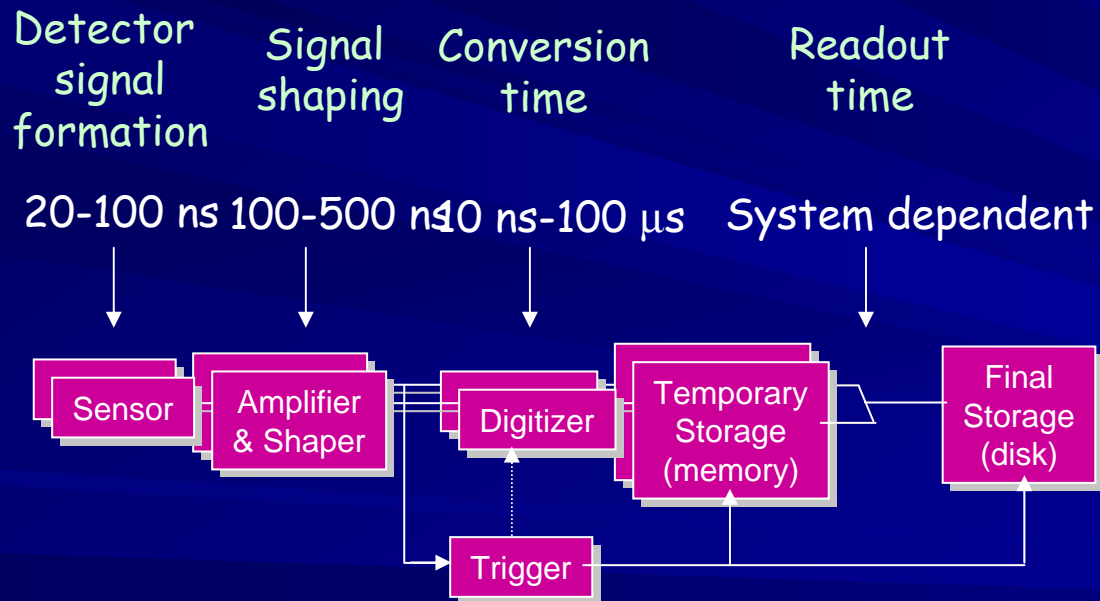 Detector
signal
formation
Signal
shaping
Conversion
time
Readout
time
20-100 ns
100-500 ns
10 ns-100 μs
System dependent
Sensor
Amplifier
& Shaper
Digitizer
Temporary
Storage
(memory)
Final
Storage
(disk)
Trigger